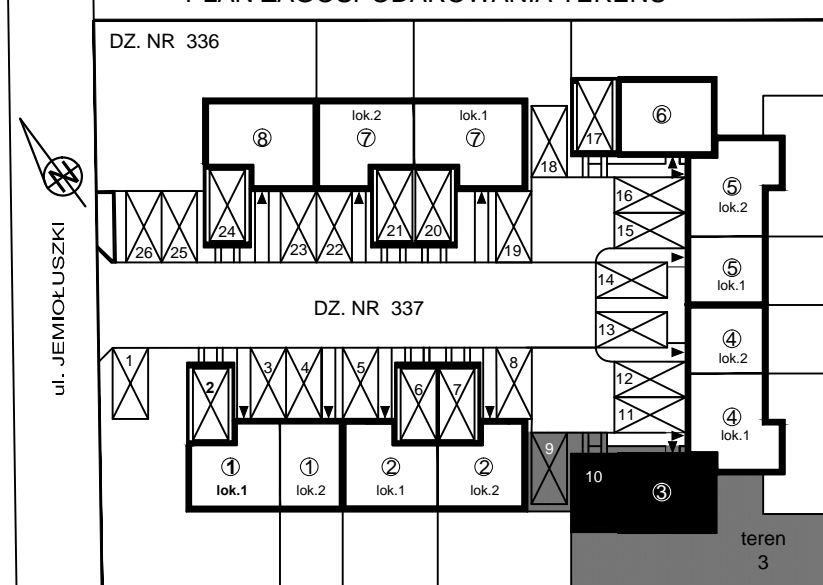 PLAN ZAGOSPODAROWANIA TERENU
DZ. NR 336
lok.2
lok.1
⑧
⑦
⑦
17
⑥
18
N
24
21
20
⑤
lok.2
16
15
26
25
23
22
19
⑤
lok.1
14
ul. JEMIOŁUSZKI
DZ. NR 337
13
④
lok.2
1
2
3
4
5
6
7
8
12
11
④
lok.1
①
lok.1
①
lok.2
②
lok.1
②
lok.2
9
10
③
teren
3